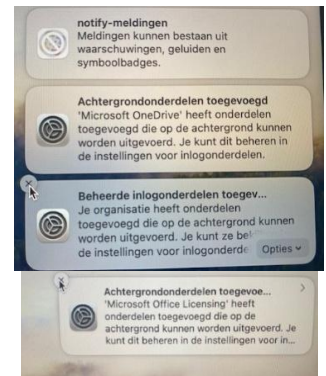 notify-meldingen
Meldingen kunnen bestaan uit
waarschuwingen, geluiden en
symboolbadges.
Achtergrondonderdelen toegevoegd
'Microsoft OneDrive' heeft onderdelen
toegevoegd die op de achtergrond kunnen
worden uitgevoerd. Je kunt dit beheren in
de instellingen voor inlogonderdelen.
Beheerde inlogonderdelen toegev...
Je organisatie heeft onderdelen
toegevoegd die op de achtergrond kunnen
worden uitgevoerd. Je kunt ze
de instellingen voor
Opties
Achtergrondonderdelen toegevoe...
'Microsoft Office Licensing' heeft
onderdelen toegevoegd die op de
achtergrond kunnen worden uitgevoerd. Je
kunt dit beheren in de instellingen voor in...